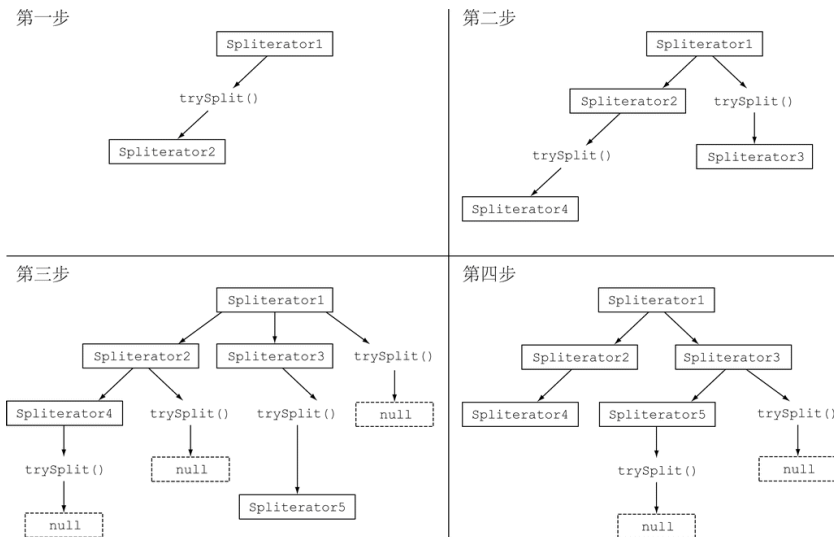 第一步
Spliterator1
trySplit()
Spliterator2
第二步
Spliterator1
Spliterator2
trySplit()
trySplit()
Spliterator3
Spliterator4
第三步
Spliterator1
Spliterator2
Spliterator3
trySplit()
Spliterator4
trySplit()
trySplit()
null
trySplit()
null
Spliterator5
null
第四步
Spliterator1
Spliterator2
Spliterator3
Spliterator4
Spliterator5
trySplit()
trySplit()
null
null